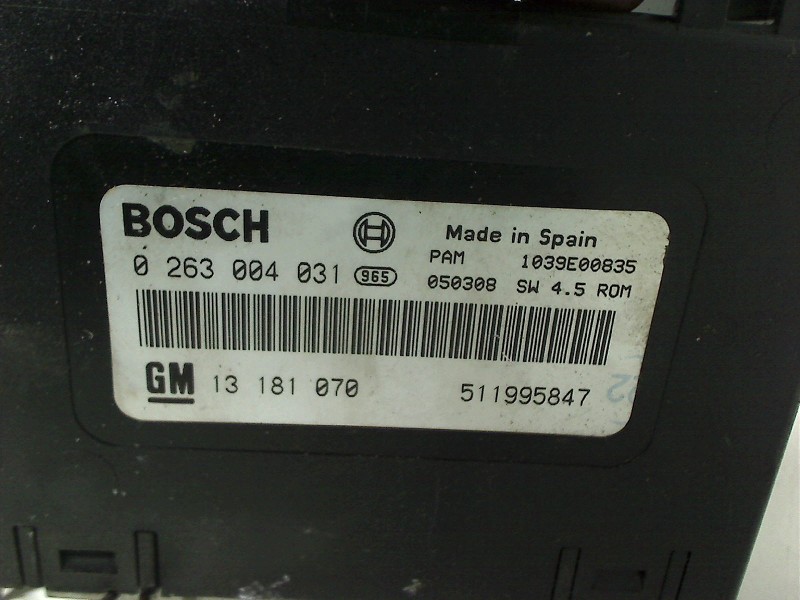 BOSCH
Made in Spain
0 263 004 031 965
PAM 1039E00835
050308 SW 4.5 ROM
GM 13 181 070
511995847